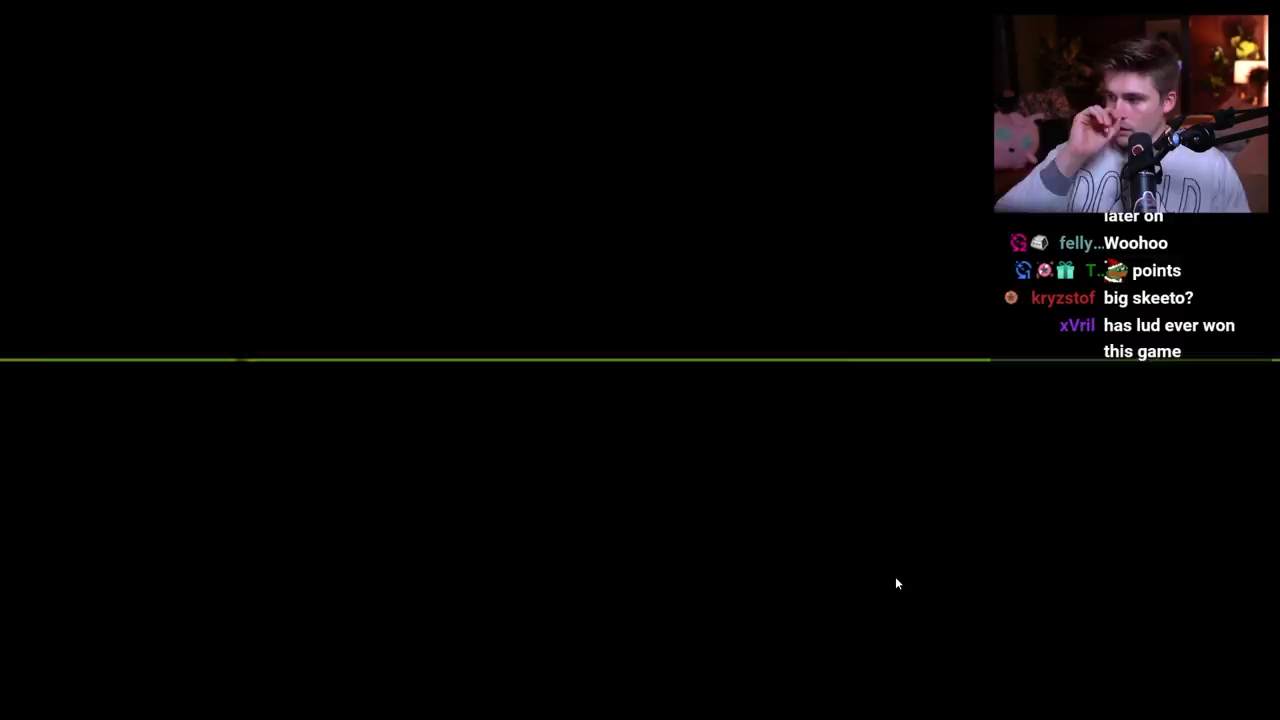 later on
felly... Woohoo
T... points
kryzstof big skeeto?
xVril has lud ever won
this game